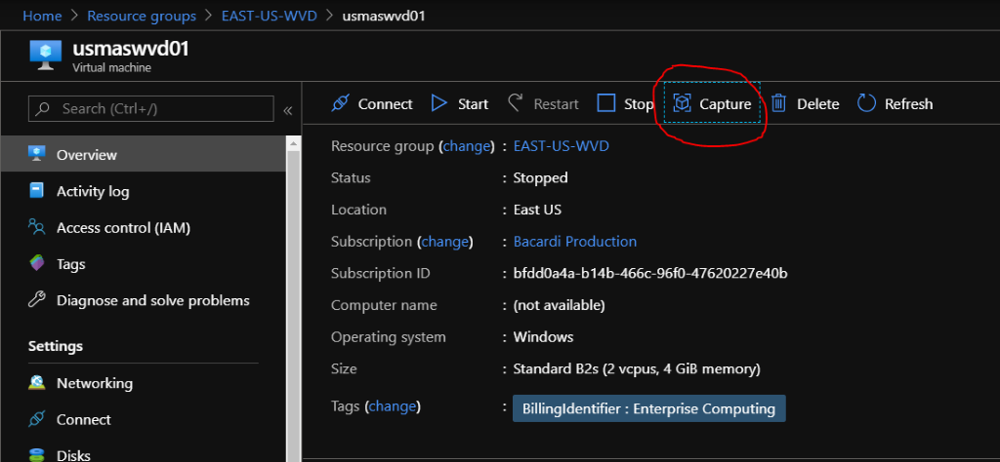 Home > Resource groups > EAST-US-WVD > usmaswvd01
usmaswvd01
Virtual machine
Search (Ctrl+/)
«
Overview
Activity log
Access control (IAM)
Tags
Diagnose and solve problems
Settings
Networking
Connect
Disks
Connect Start Restart Stop Capture Delete Refresh
Resource group (change) : EAST-US-WVD
Status : Stopped
Location : East US
Subscription (change) : Bacardi Production
Subscription ID : bfdd0a4a-b14b-466c-96f0-47620227e40b
Computer name : (not available)
Operating system : Windows
Size : Standard B2s (2 vcpus, 4 GiB memory)
Tags (change) : BillingIdentifier : Enterprise Computing